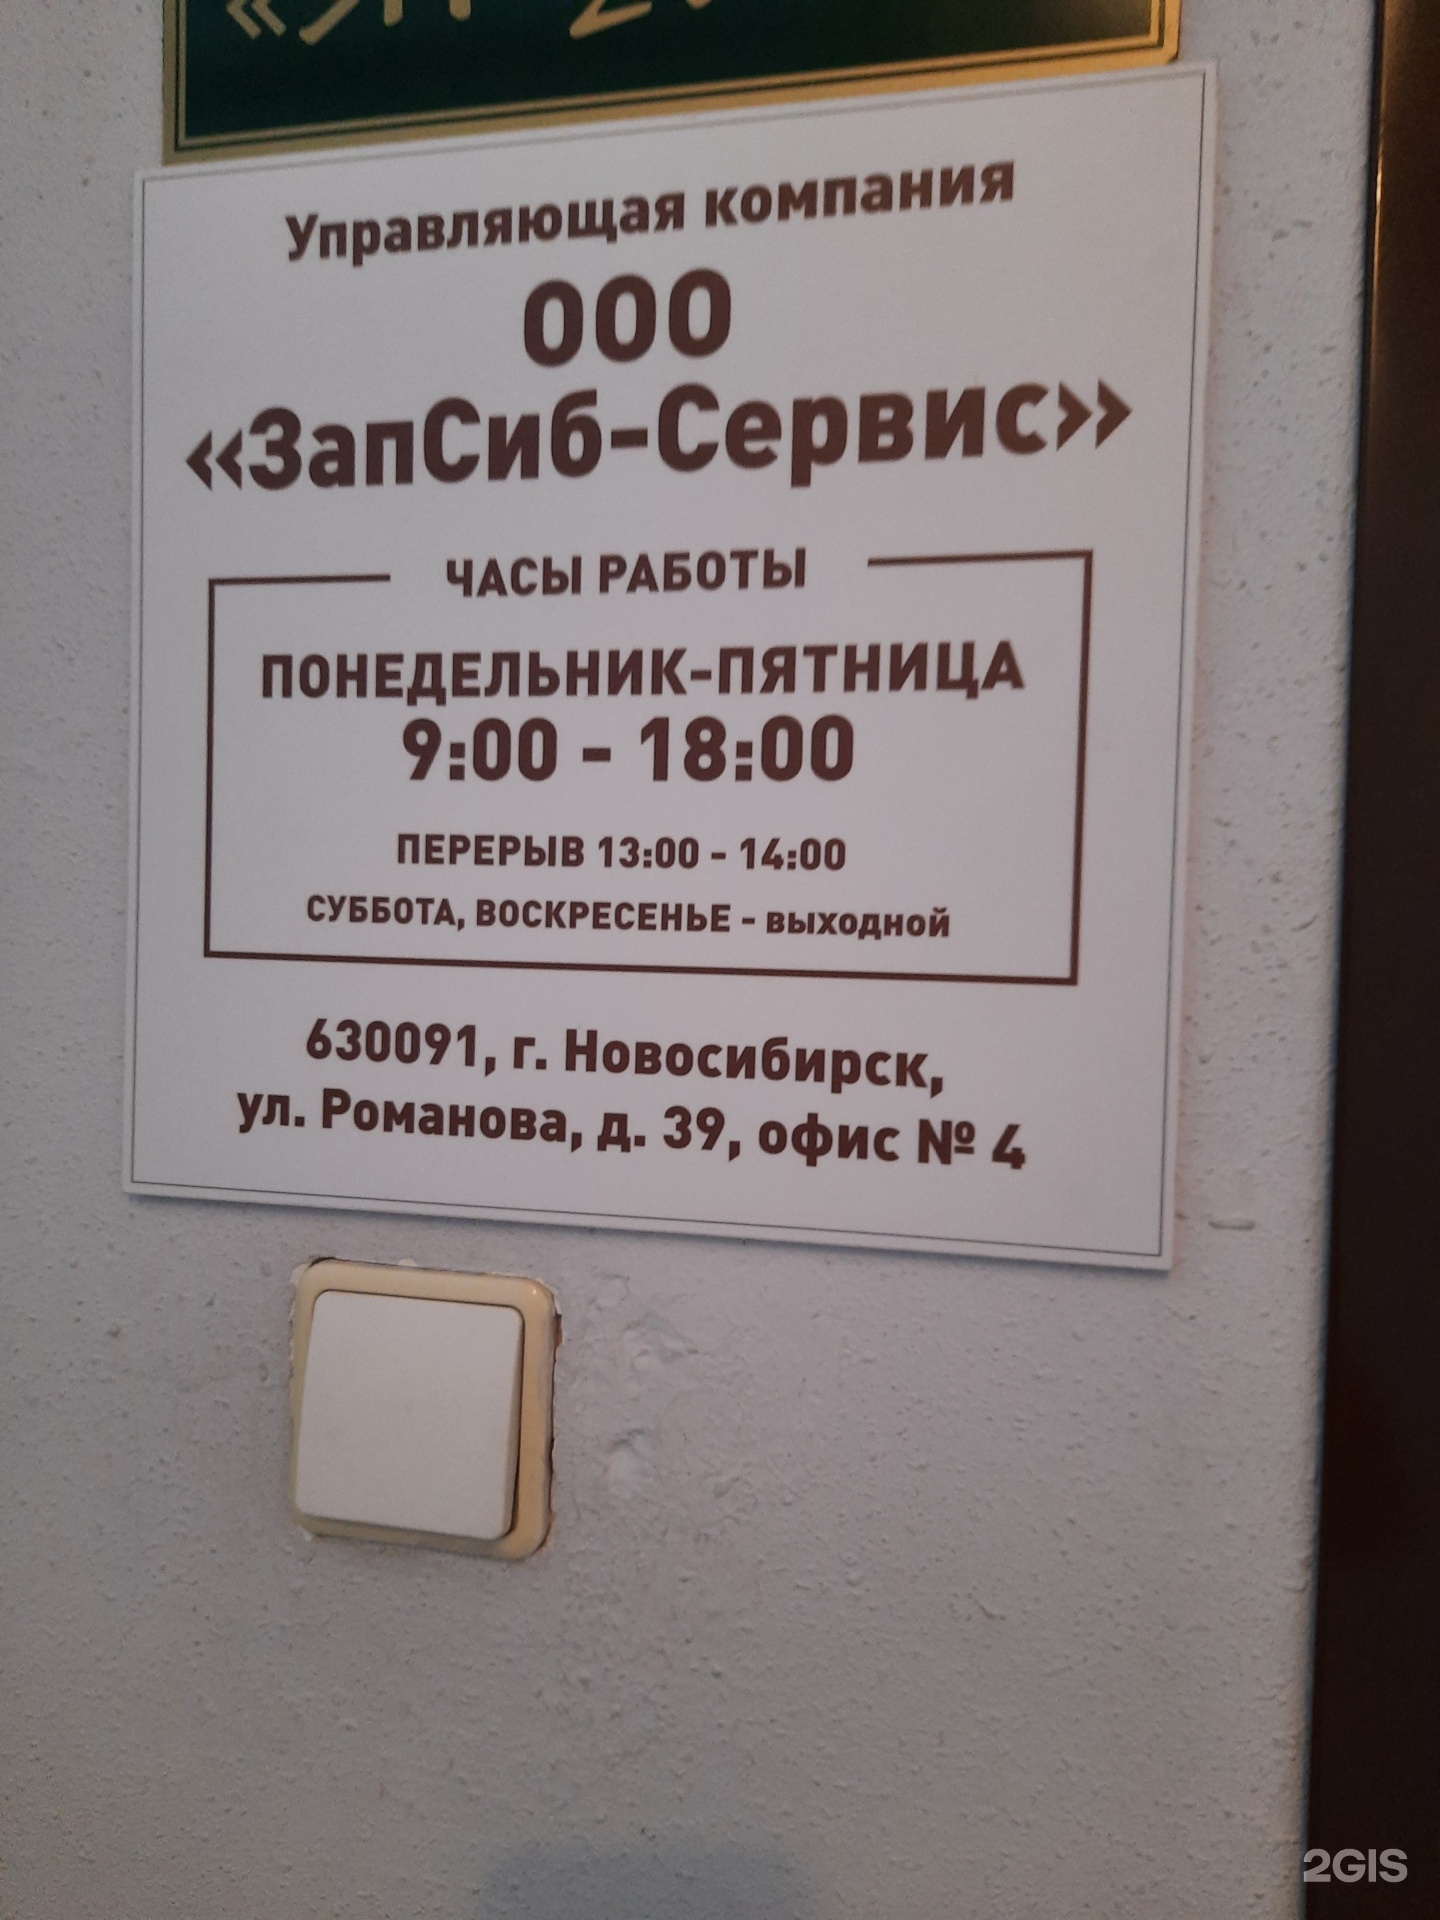 Управляющая компания
ООО
«ЗапСиб-Сервис»
ЧАСЫ РАБОТЫ
ПОНЕДЕЛЬНИК-ПЯТНИЦА
9:00 - 18:00
ПЕРЕРЫВ 13:00 - 14:00
СУББОТА, ВОСКРЕСЕНЬЕ - выходной
630091, г. Новосибирск,
ул. Романова, д. 39, офис № 4
2GIS